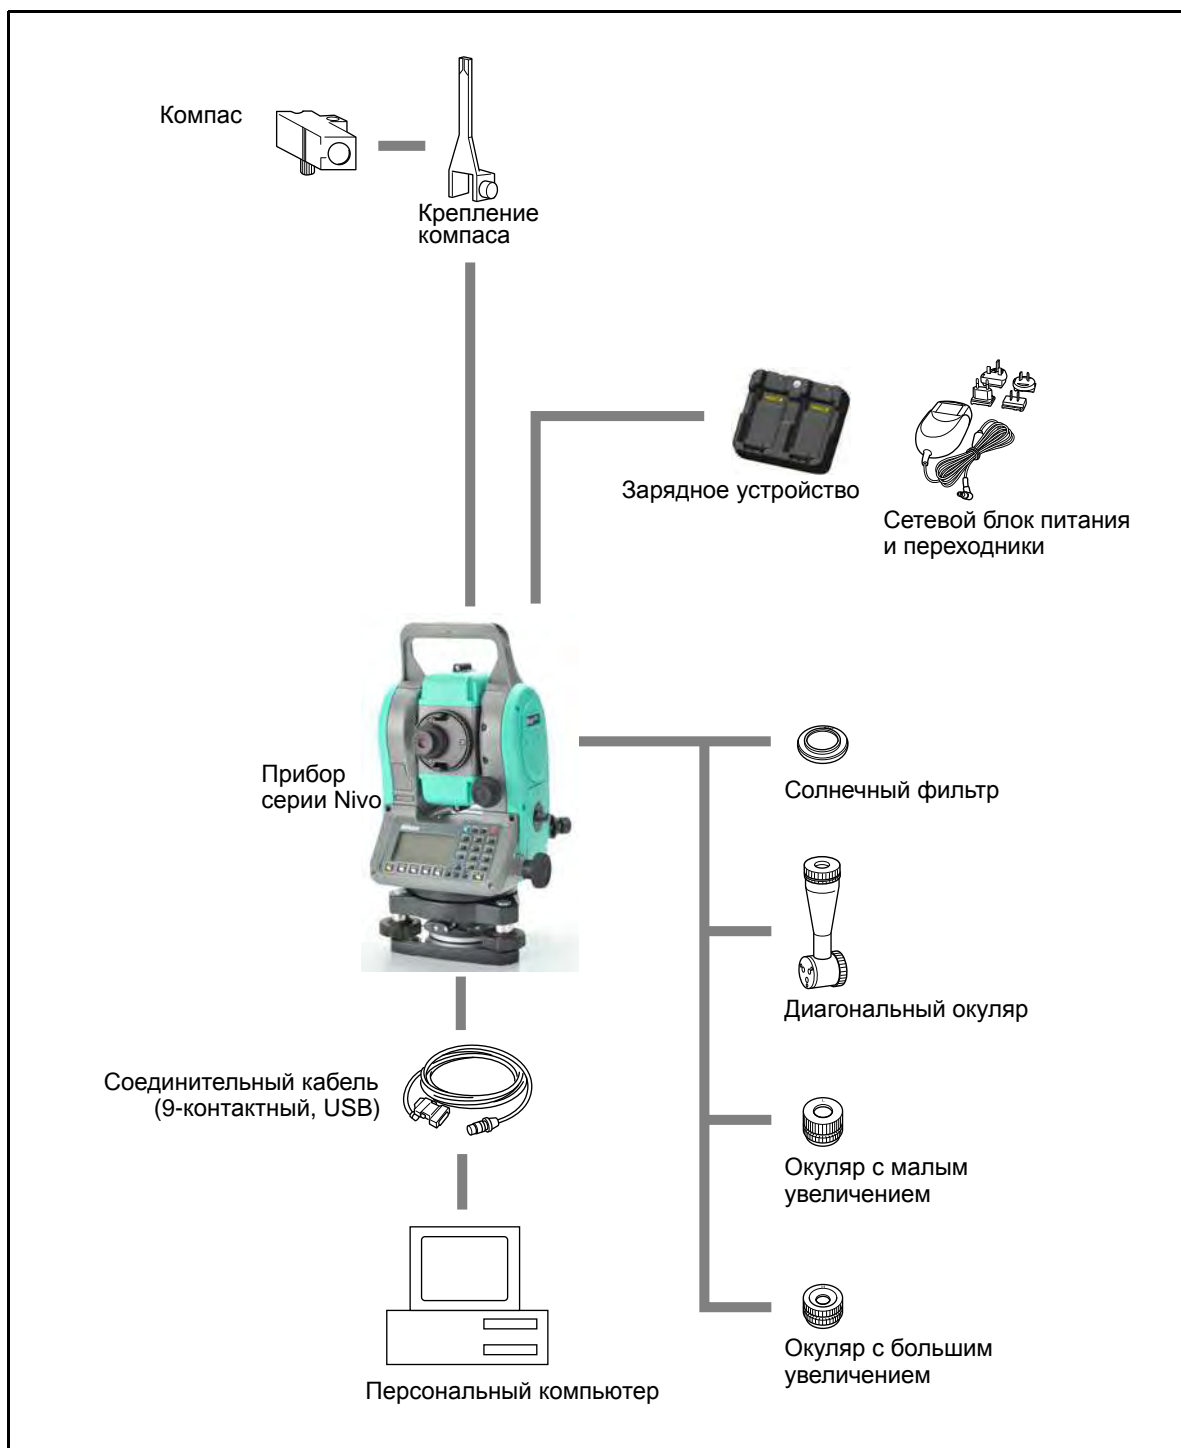 Компас
Крепление
компаса
Зарядное устройство
Сетевой блок питания
и переходники
Прибор
серии Nivo
Солнечный фильтр
Диагональный окуляр
Соединительный кабель
(9-контактный, USB)
Окуляр с малым
увеличением
Окуляр с большим
увеличением
Персональный компьютер